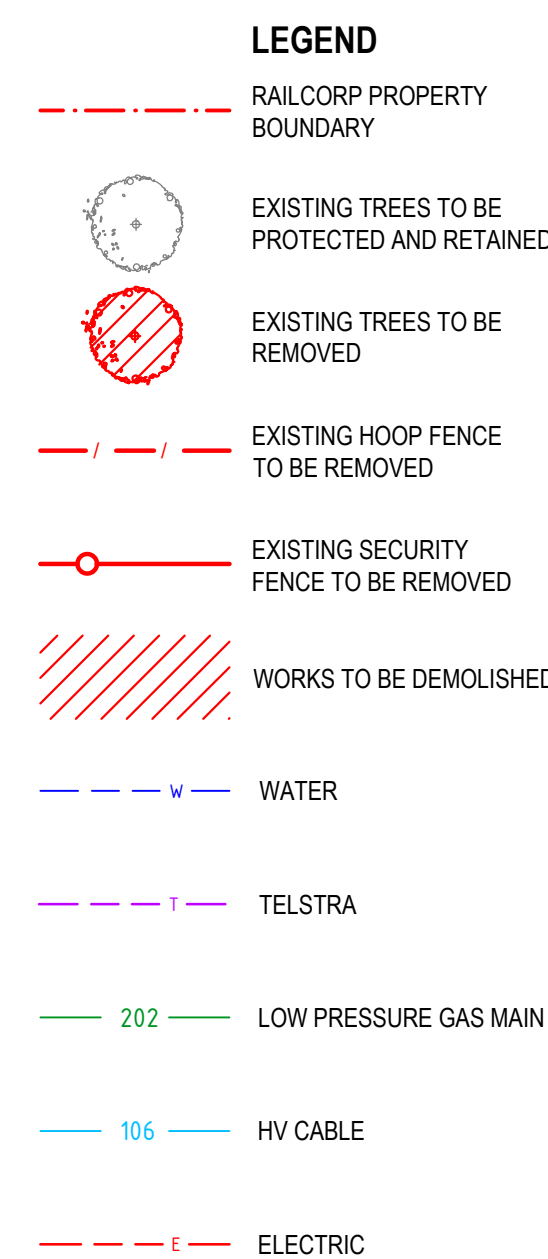 LEGEND
RAILCORP PROPERTY
BOUNDARY
EXISTING TREES TO BE
PROTECTED AND RETAINED
EXISTING TREES TO BE
REMOVED
/ /
EXISTING HOOP FENCE
TO BE REMOVED
EXISTING SECURITY
FENCE TO BE REMOVED
WORKS TO BE DEMOLISHED
W WATER
T TELSTRA
202 LOW PRESSURE GAS MAIN
106 HV CABLE
E ELECTRIC